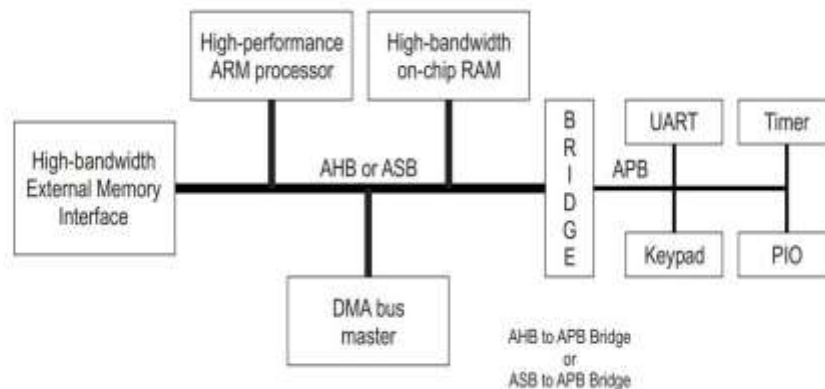 High-performance
ARM processor
High-bandwidth
on-chip RAM
High-bandwidth
External Memory
Interface
AHB or ASB
B
R
I
D
G
E
APB
UART
Timer
Keypad
PIO
DMA bus
master
AHB to APB Bridge
or
ASB to APB Bridge